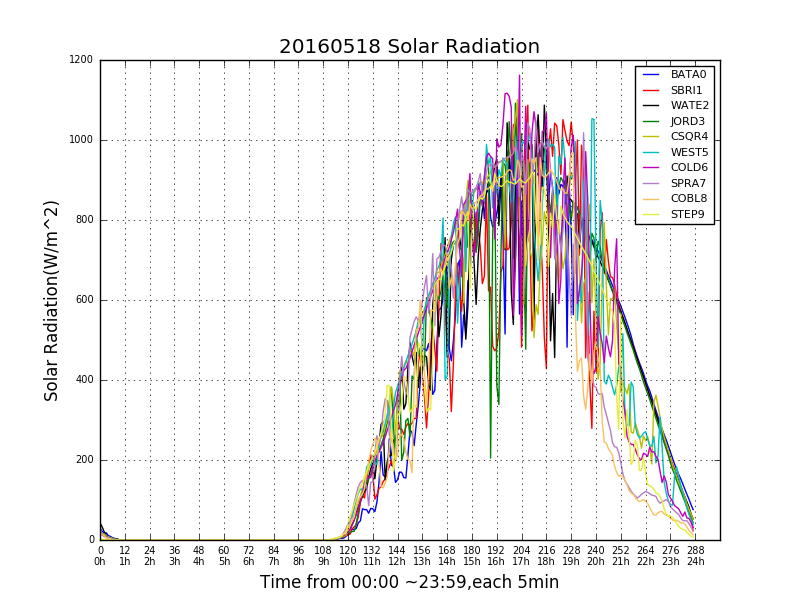 20160518 Solar Radiation
1200
1000
800
600
400
200
0
Solar Radiation(W/m^2)
BATA0
SBRI1
WATE2
JORD3
CSQR4
WEST5
COLD6
SPRA7
COBL8
STEP9
0 12 24 36 48 60 72 84 96 108 120 132 144 156 168 180 192 204 216 228 240 252 264 276 288
0h 1h 2h 3h 4h 5h 6h 7h 8h 9h 10h 11h 12h 13h 14h 15h 16h 17h 18h 19h 20h 21h 22h 23h 24h
Time from 00:00 ~23:59,each 5min